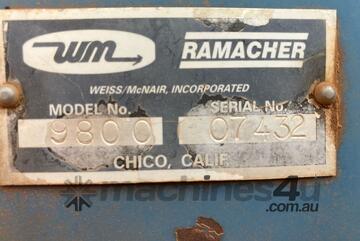 WM RAMACHER
WEISS/McNAIR, INCORPORATED
MODEL No. SERIAL No.
9800 07432
CHICO, CALIF.
machines4u
.com.au